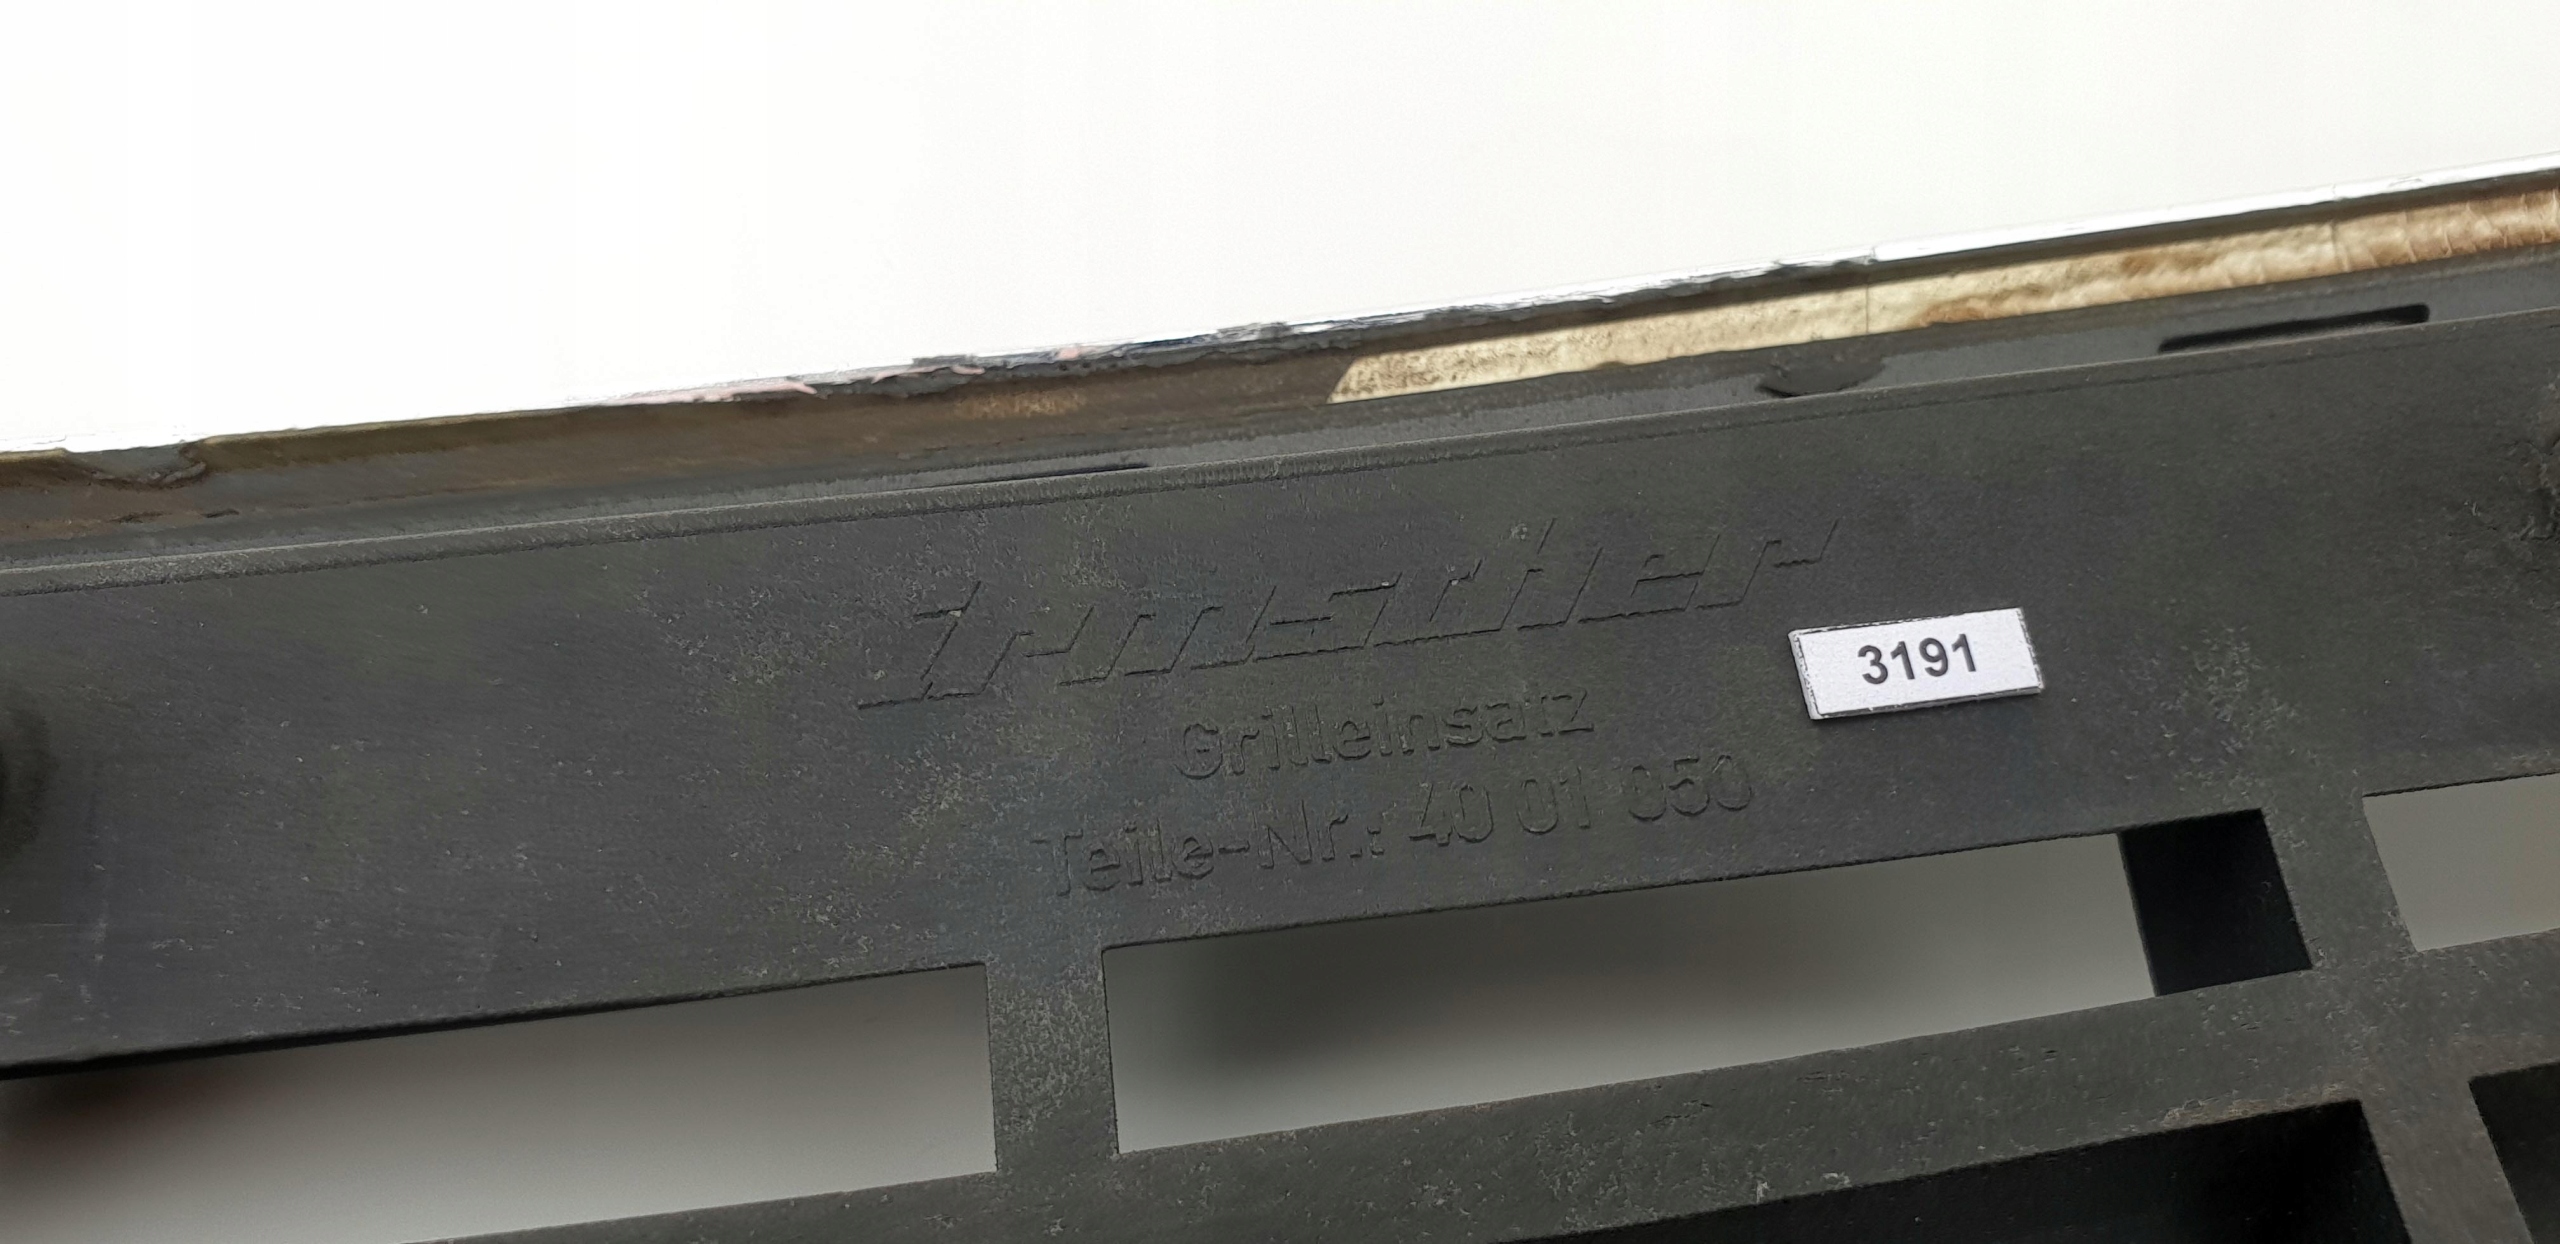 irmscher
3191
Grilleinsatz
Teile-Nr.: 40 01 050